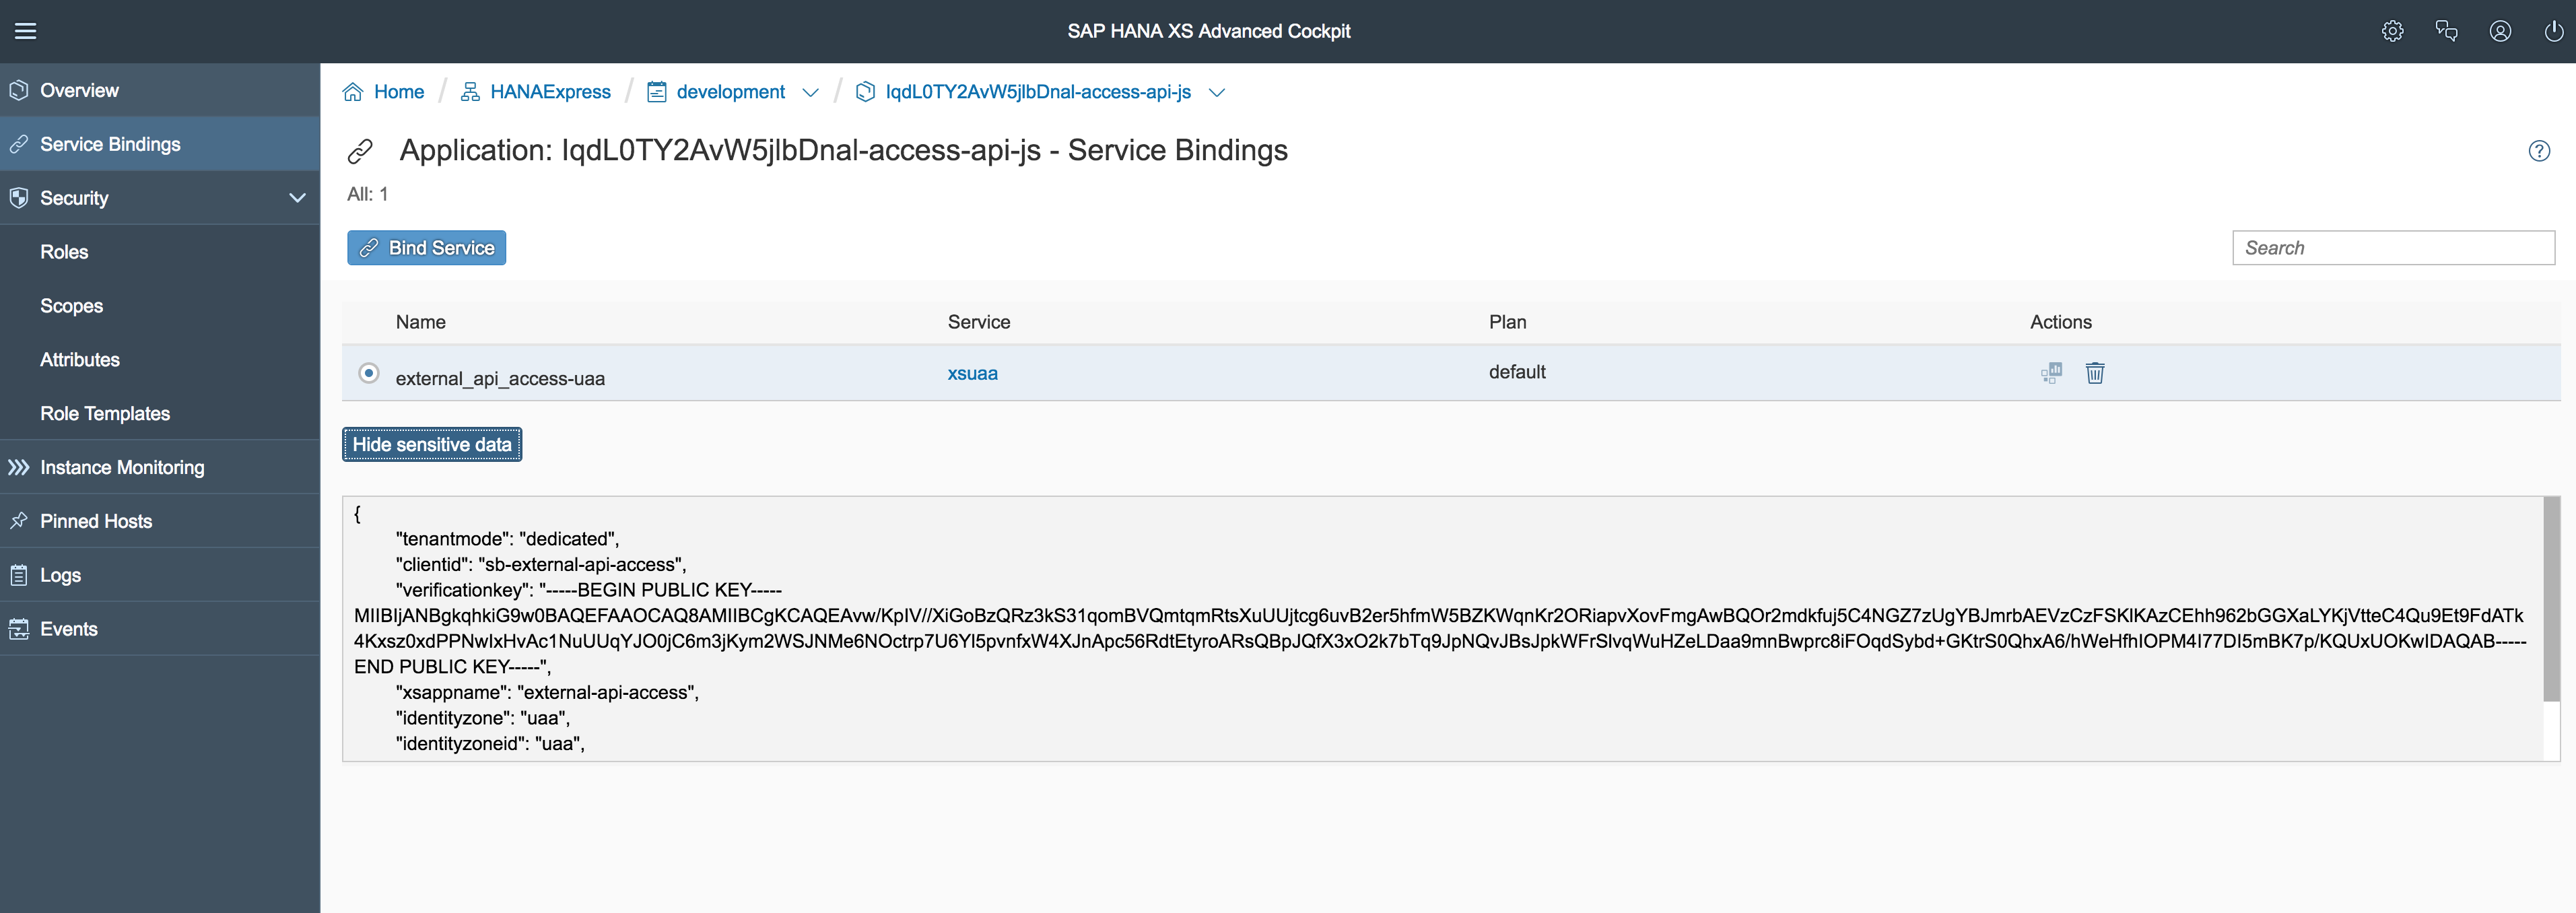 SAP HANA XS Advanced Cockpit
Overview
Service Bindings
Security
Roles
Scopes
Attributes
Role Templates
Instance Monitoring
Pinned Hosts
Logs
Events
Home / HANAExpress / development / IqdL0TY2AvW5jlbDnal-access-api-js
Application: IqdL0TY2AvW5jlbDnal-access-api-js - Service Bindings
?
All: 1
Bind Service
Search
Name Service Plan Actions
external_api_access-uaa xsuaa default
Hide sensitive data
{
"tenantmode": "dedicated",
"clientid": "sb-external-api-access",
"verificationkey": "-----BEGIN PUBLIC KEY-----
MIIBIjANBgkqhkiG9w0BAQEFAAOCAQ8AMIIBCgKCAQEAvw/KpIV//XiGoBzQRz3kS31qomBVQmtqmRtsXuUUjtcg6uvB2er5hfmW5BZKWqnKr2ORiapvXovFmgAwBQOr2mdkfuj5C4NGZ7zUgYBJmrbAEVzCzFSKlKAzCEhh962bGGXaLYKjVtteC4Qu9Et9FdATk
4Kxsz0xdPPNwIxHvAc1NuUUqYJO0jC6m3jKym2WSJNMe6NOctrp7U6YI5pvnfxW4XJnApc56RdtEtyroARsQBpJQfX3xO2k7bTq9JpNQvJBsJpkWFrSlvqWuHZeLDaa9mnBwprc8iFOqdSybd+GKtrS0QhxA6/hWeHfhIOPM4I77DI5mBK7p/KQUxUOKwIDAQAB-----
END PUBLIC KEY-----",
"xsappname": "external-api-access",
"identityzone": "uaa",
"identityzoneid": "uaa",